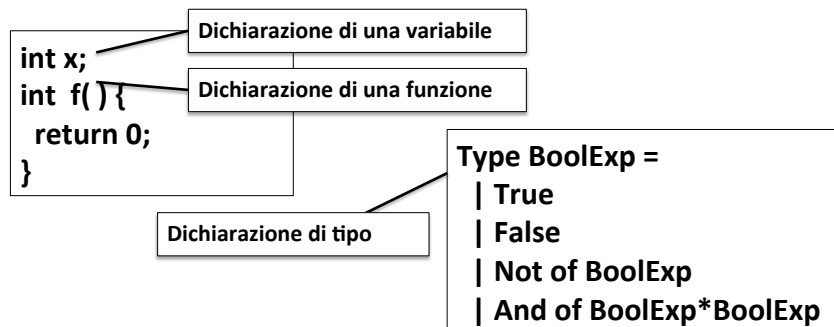 Dichiarazione di una variabile
int x;
int f( ) {
return 0;
}
Dichiarazione di una funzione
Type BoolExp =
| True
| False
| Not of BoolExp
| And of BoolExp*BoolExp
Dichiarazione di tipo